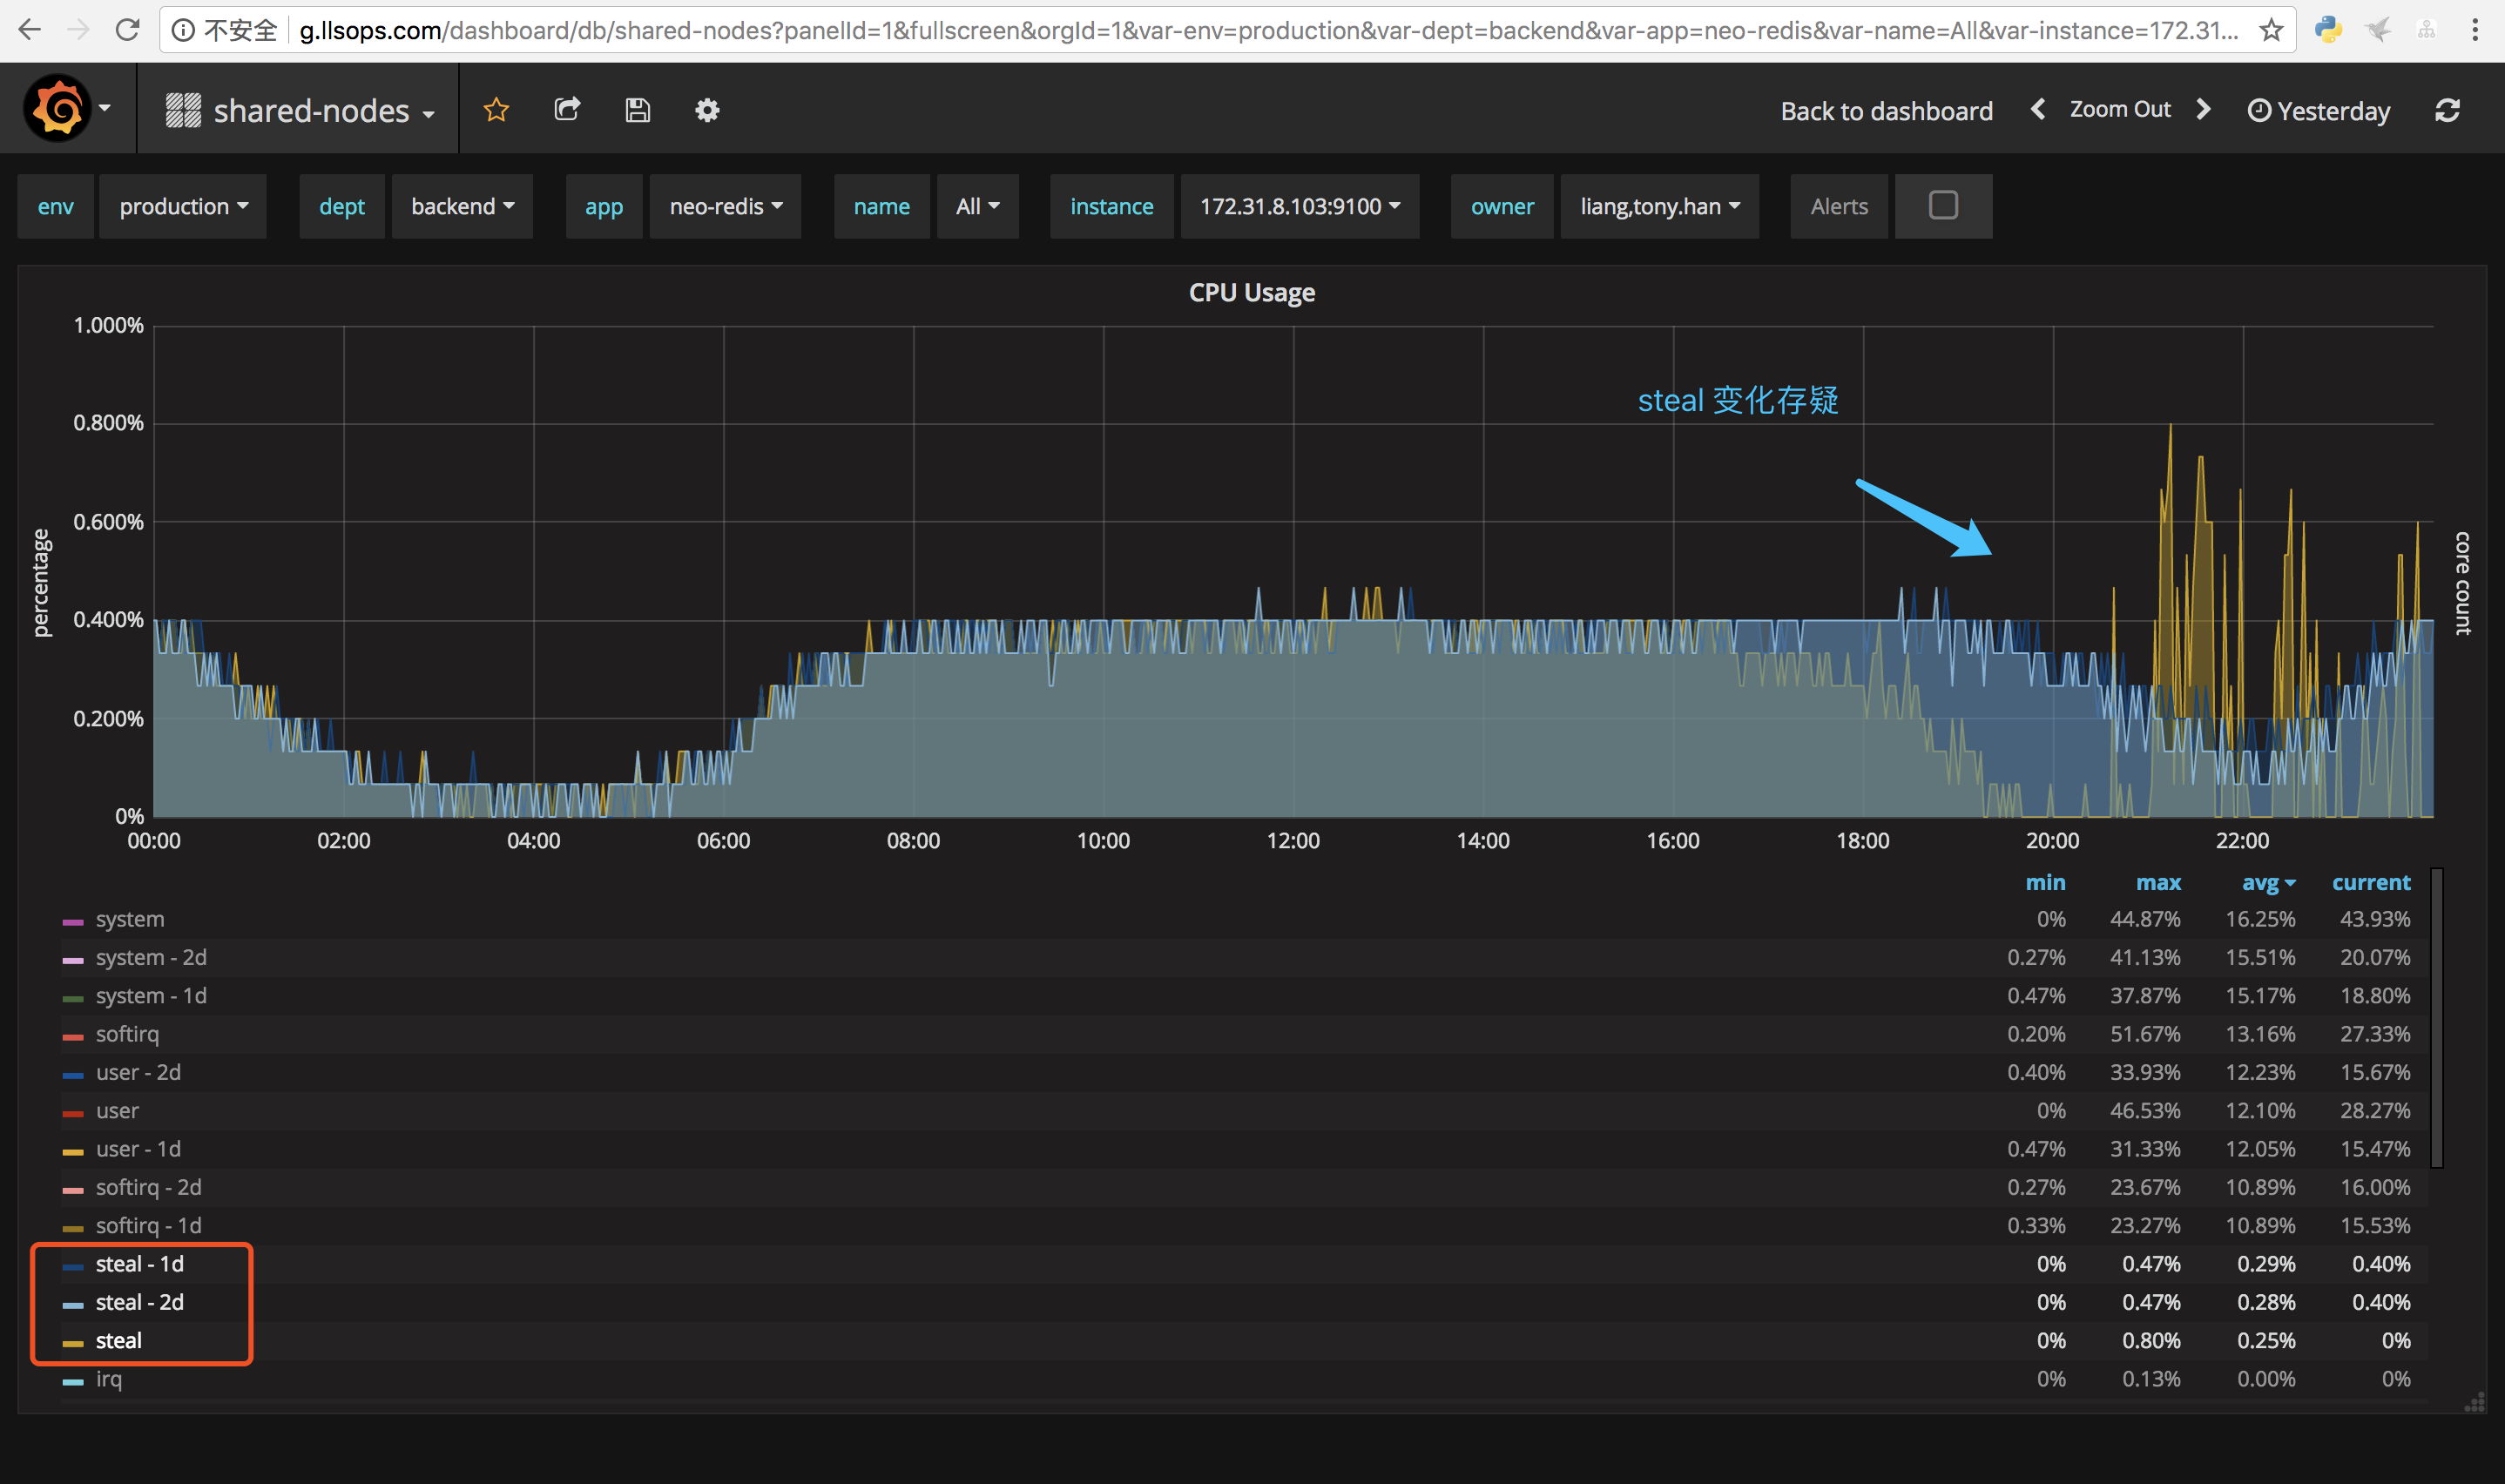 不安全 g.llsops.com/dashboard/db/shared-nodes?panelId=1&fullscreen&orgId=1&var-env=production&var-dept=backend&var-app=neo-redis&var-name=All&var-instance=172.31...
shared-nodes Back to dashboard Zoom Out Yesterday
env production dept backend app neo-redis name All instance 172.31.8.103:9100 owner liang,tony.han Alerts
CPU Usage
1.000%
steal 变化存疑
0.800%
0.600%
percentage
core count
0.400%
0.200%
0%
00:00 02:00 04:00 06:00 08:00 10:00 12:00 14:00 16:00 18:00 20:00 22:00
min max avg current
system 0% 44.87% 16.25% 43.93%
system - 2d 0.27% 41.13% 15.51% 20.07%
system - 1d 0.47% 37.87% 15.17% 18.80%
softirq 0.20% 51.67% 13.16% 27.33%
user - 2d 0.40% 33.93% 12.23% 15.67%
user 0% 46.53% 12.10% 28.27%
user - 1d 0.47% 31.33% 12.05% 15.47%
softirq - 2d 0.27% 23.67% 10.89% 16.00%
softirq - 1d 0.33% 23.27% 10.89% 15.53%
steal - 1d 0% 0.47% 0.29% 0.40%
steal - 2d 0% 0.47% 0.28% 0.40%
steal 0% 0.80% 0.25% 0%
irq 0% 0.13% 0.00% 0%